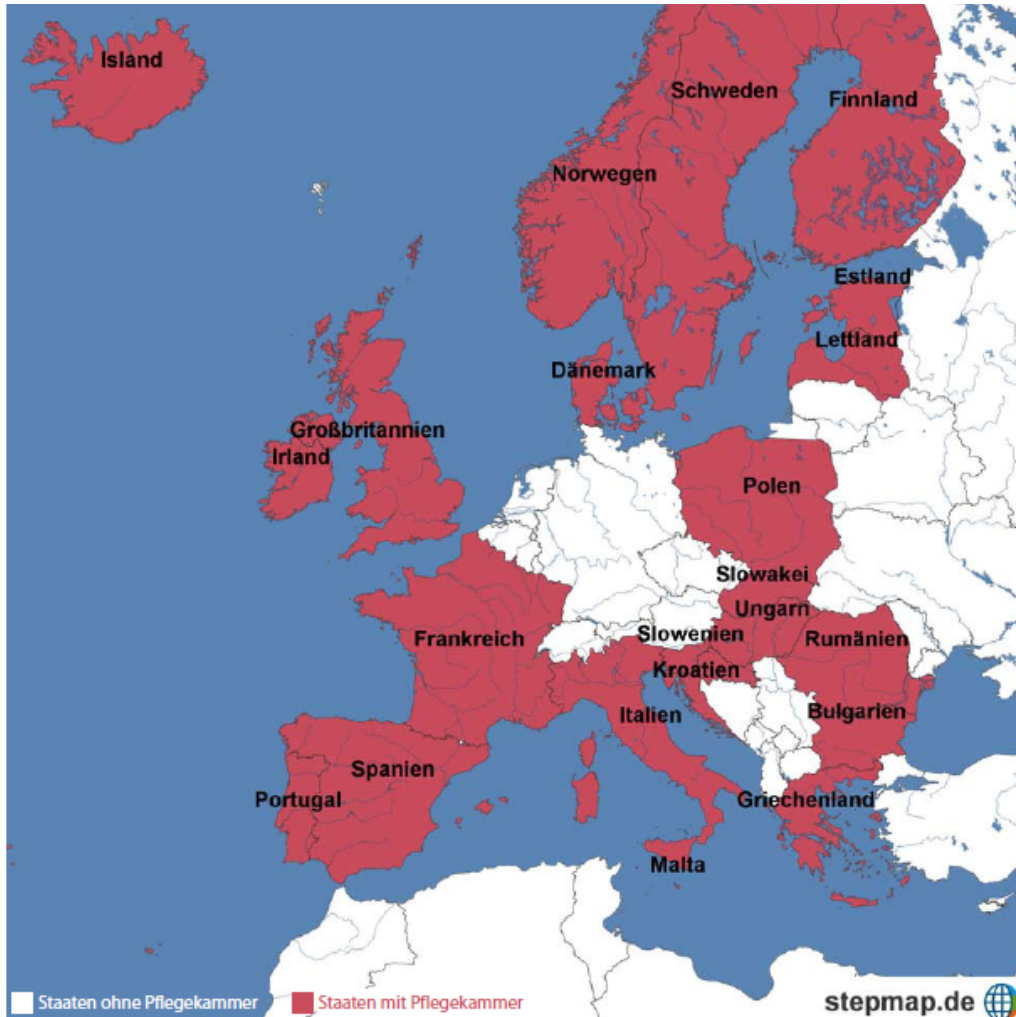 Island
Schweden
Finnland
Norwegen
Estland
Lettland
Dänemark
Großbritannien
Irland
Polen
Slowakei
Ungarn
Slowenien
Rumänien
Frankreich
Kroatien
Bulgarien
Italien
Spanien
Portugal
Griechenland
Malta
Staaten ohne Pflegekammer
Staaten mit Pflegekammer
stepmap.de